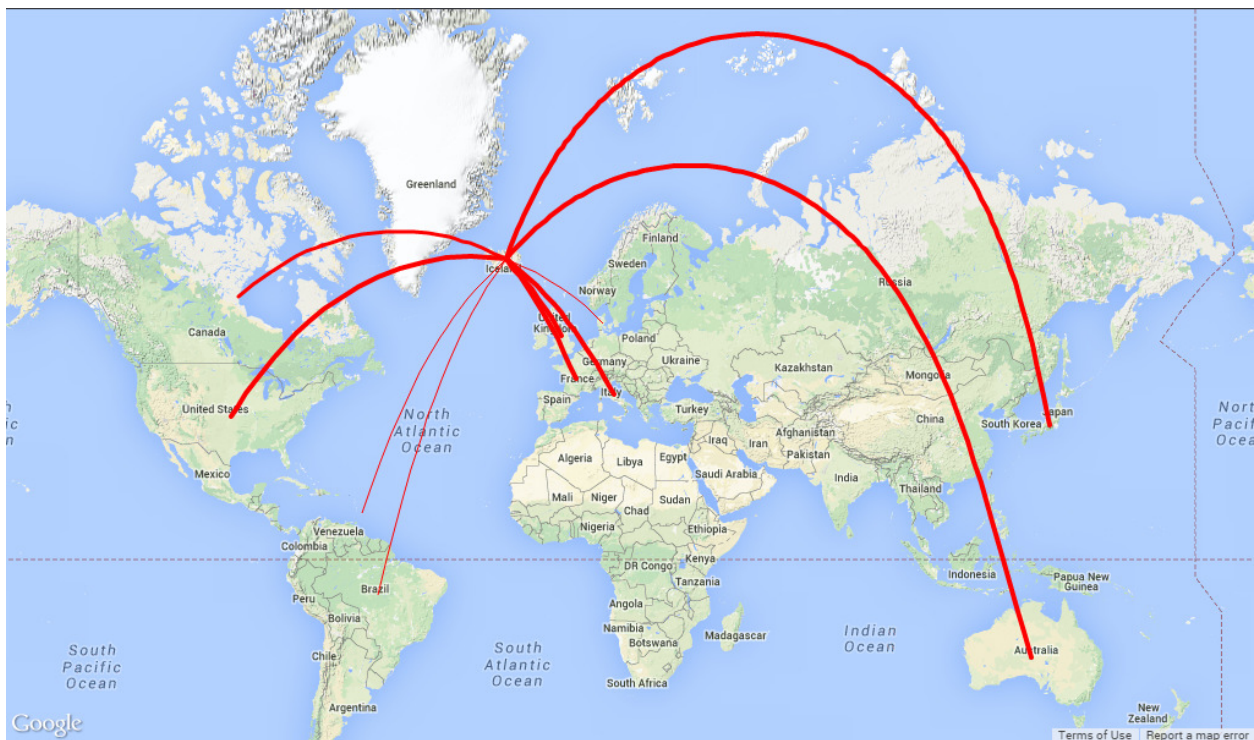 Greenland
Iceland
Finland
Sweden
Norway
Russia
United
Kingdom
Canada
Poland
Germany
Ukraine
Kazakhstan
Mongolia
France
Italy
Spain
United States
Turkey
Japan
North
Atlantic
Ocean
South Korea
China
Iraq
Iran
Afghanistan
Pakistan
Algeria
Libya
Egypt
Saudi Arabia
Mexico
India
Thailand
Mali
Niger
Sudan
Chad
Venezuela
Nigeria
Ethiopia
Colombia
Kenya
DR Congo
Indonesia
Papua New
Guinea
Tanzania
Brazil
Peru
Angola
Bolivia
Namibia
Botswana
Madagascar
Indian
Ocean
South
Pacific
Ocean
South
Atlantic
Ocean
Chile
Australia
South Africa
Argentina
New
Zealand
Nort
Pacif
Ocea
Google
Terms of Use
Report a map error